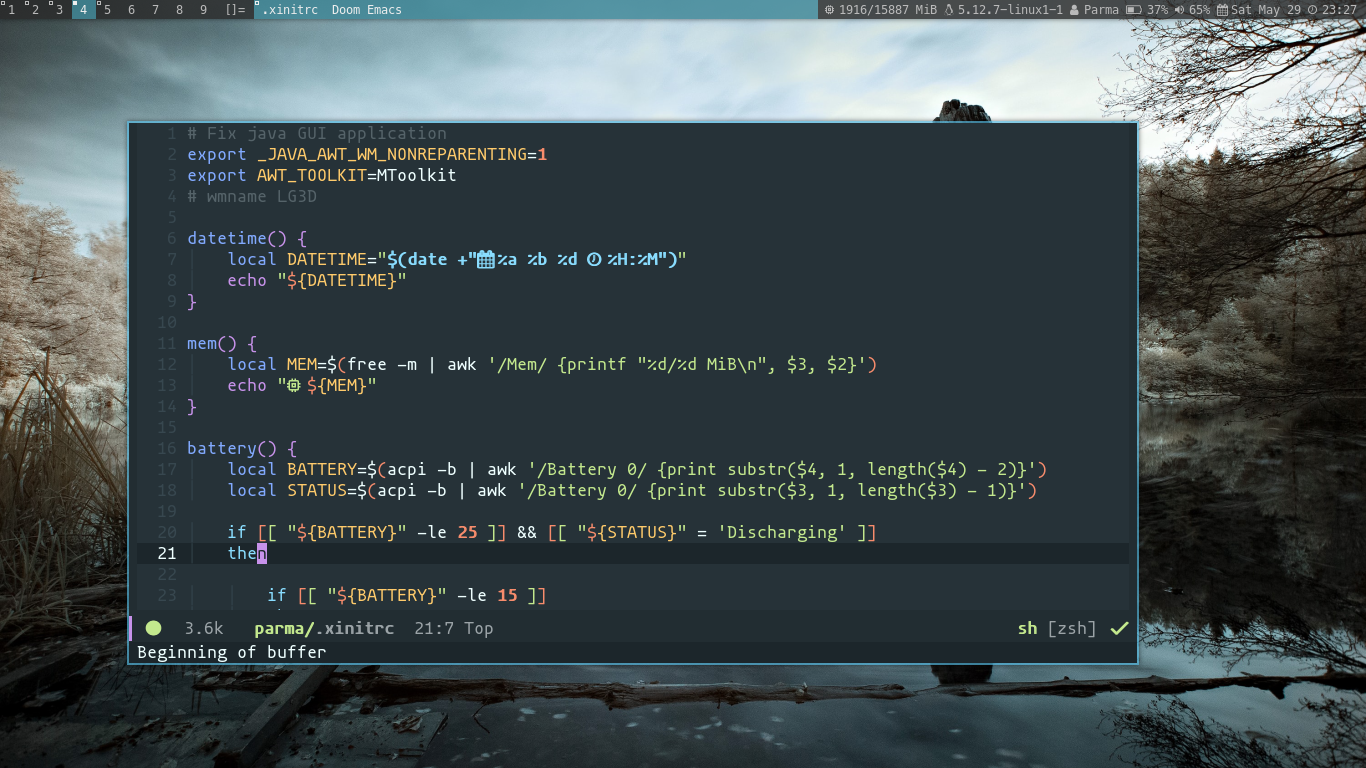 1 2 3 4 5 6 7 8 9 []= .xinitrc Doom Emacs 1916/15887 MiB 5.12.7-linux1-1 Parma 37% 65% Sat May 29 23:27
1 # Fix java GUI application
2 export _JAVA_AWT_WM_NONREPARENTING=1
3 export AWT_TOOLKIT=MToolkit
4 # wmname LG3D
5
6 datetime() {
7     local DATETIME="$(date +"%a %b %d %H:%M")"
8     echo "${DATETIME}"
9 }
10
11 mem() {
12     local MEM=$(free -m | awk '/Mem/ {printf "%d/%d MiB\n", $3, $2}')
13     echo "${MEM}"
14 }
15
16 battery() {
17     local BATTERY=$(acpi -b | awk '/Battery 0/ {print substr($4, 1, length($4) - 2)}')
18     local STATUS=$(acpi -b | awk '/Battery 0/ {print substr($3, 1, length($3) - 1)}')
19
20     if [[ "${BATTERY}" -le 25 ]] && [[ "${STATUS}" = 'Discharging' ]]
21     then
22
23         if [[ "${BATTERY}" -le 15 ]]
3.6k parma/.xinitrc 21:7 Top sh [zsh]
Beginning of buffer